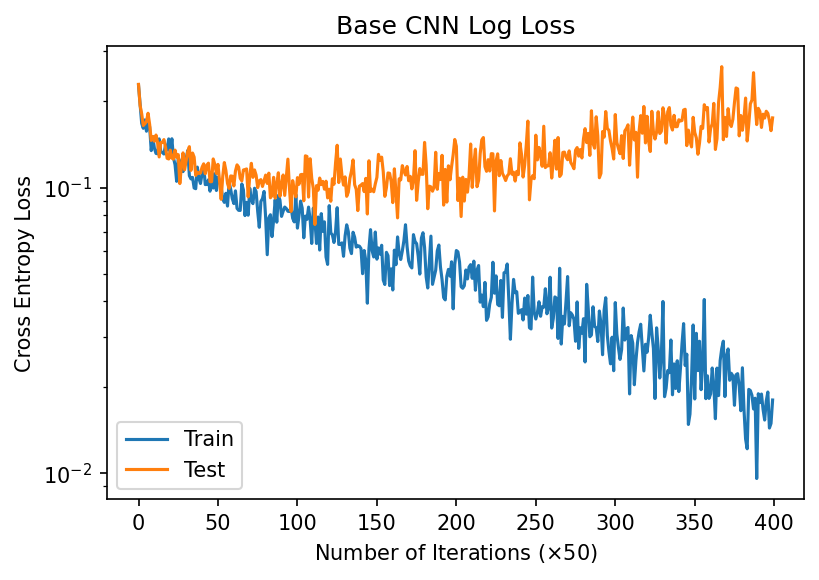 Base CNN Log Loss
Cross Entropy Loss
10⁻¹
10⁻²
Train
Test
0 50 100 150 200 250 300 350 400
Number of Iterations (×50)